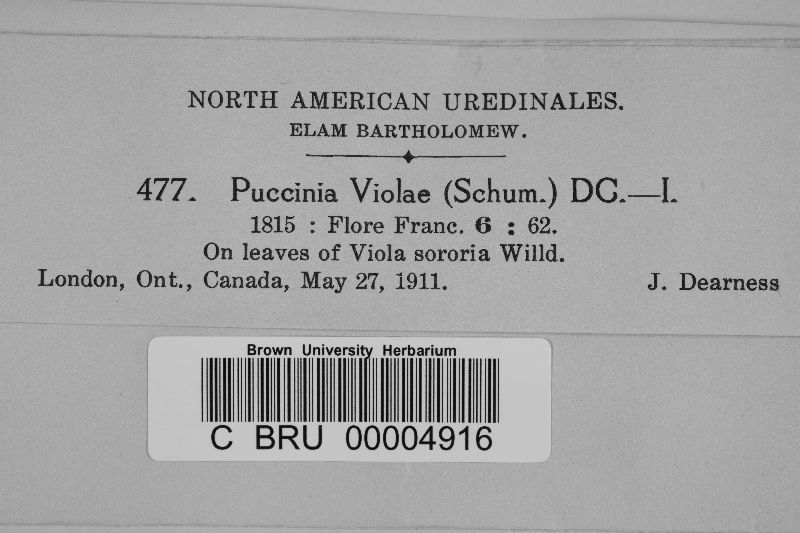 NORTH AMERICAN UREDINALES.
ELAM BARTHOLOMEW.
477. Puccinia Violae (Schum.) DC.—I.
1815 : Flore Franc. 6 : 62.
On leaves of Viola sororia Willd.
London, Ont., Canada, May 27, 1911. J. Dearness
Brown University Herbarium
C BRU 00004916